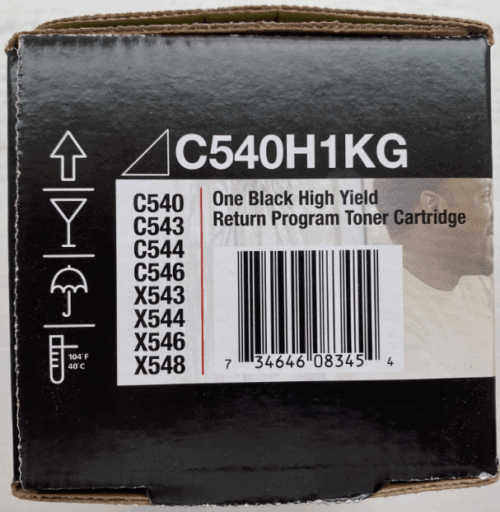 C540H1KG
C540
C543
C544
C546
X543
X544
X546
X548
One Black High Yield
Return Program Toner Cartridge
7 34646 08345 4
104°F
40°C